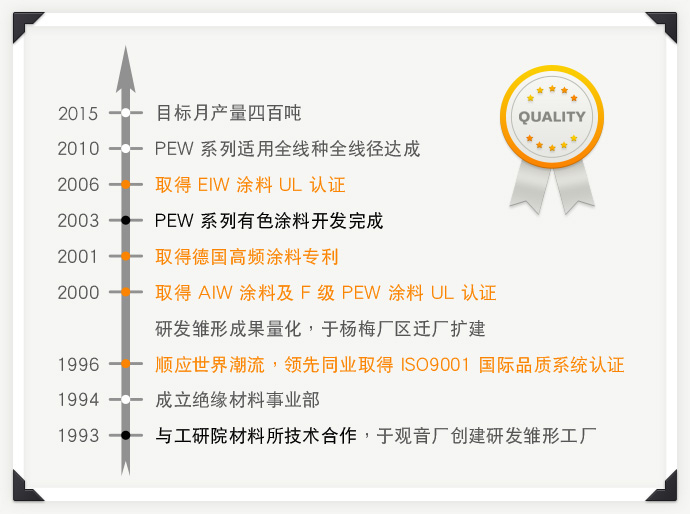 QUALITY
2015 目标月产量四百吨
2010 PEW 系列适用全线种全线径达成
2006 取得 EIW 涂料 UL 认证
2003 PEW 系列有色涂料开发完成
2001 取得德国高频涂料专利
2000 取得 AIW 涂料及 F 级 PEW 涂料 UL 认证
研发雏形成果量化，于杨梅厂区迁厂扩建
1996 顺应世界潮流，领先同业取得 ISO9001 国际品质系统认证
1994 成立绝缘材料事业部
1993 与工研院材料所技术合作，于观音厂创建研发雏形工厂